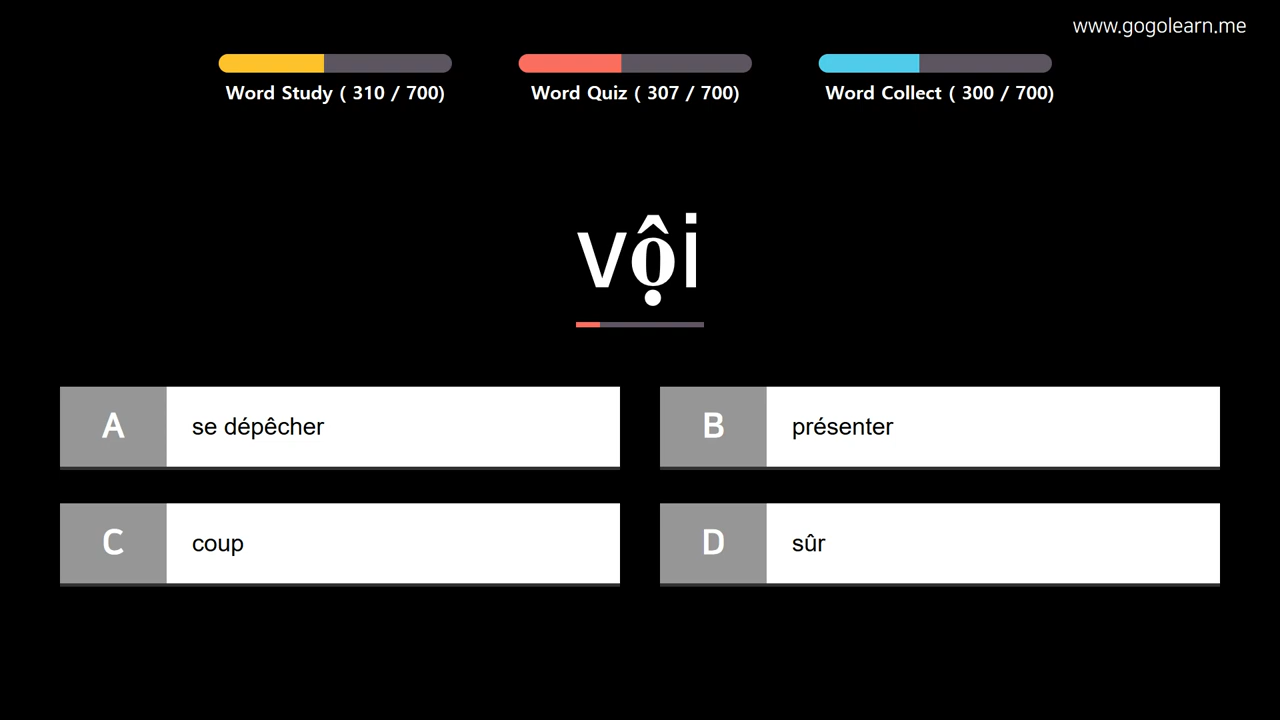 www.gogolearn.me
Word Study ( 310 / 700)
Word Quiz ( 307 / 700)
Word Collect ( 300 / 700)
vội
A se dépêcher
B présenter
C coup
D sûr